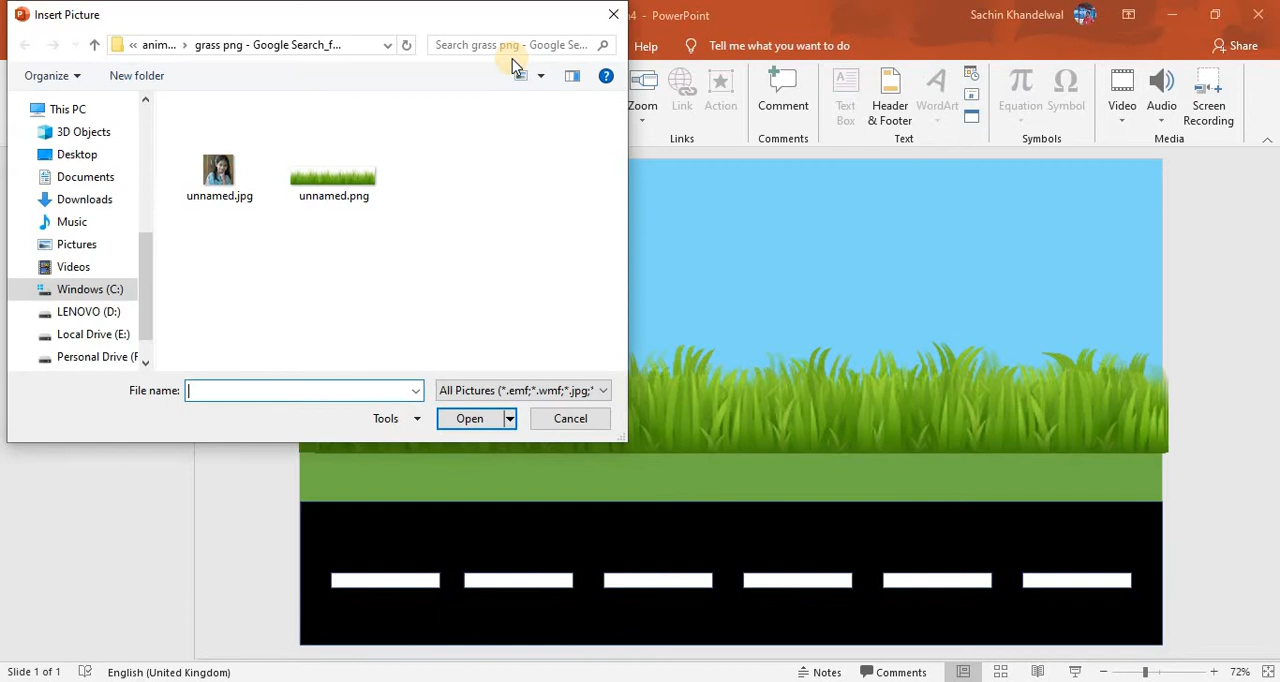 Insert Picture
n4 - PowerPoint
Sachin Khandelwal
« anim... > grass png - Google Search_f...
Search grass png - Google Se...
Help
Tell me what you want to do
Share
Organize
New folder
This PC
3D Objects
Desktop
Documents
Downloads
Music
Pictures
Videos
Windows (C:)
LENOVO (D:)
Local Drive (E:)
Personal Drive (F
unnamed.jpg
unnamed.png
File name:
All Pictures (*.emf;*.wmf;*.jpg;*
Tools
Open
Cancel
Zoom
Link
Action
Links
Comment
Comments
Text Box
Header & Footer
WordArt
Text
Equation
Symbol
Symbols
Video
Audio
Screen Recording
Media
Slide 1 of 1
English (United Kingdom)
Notes
Comments
72%